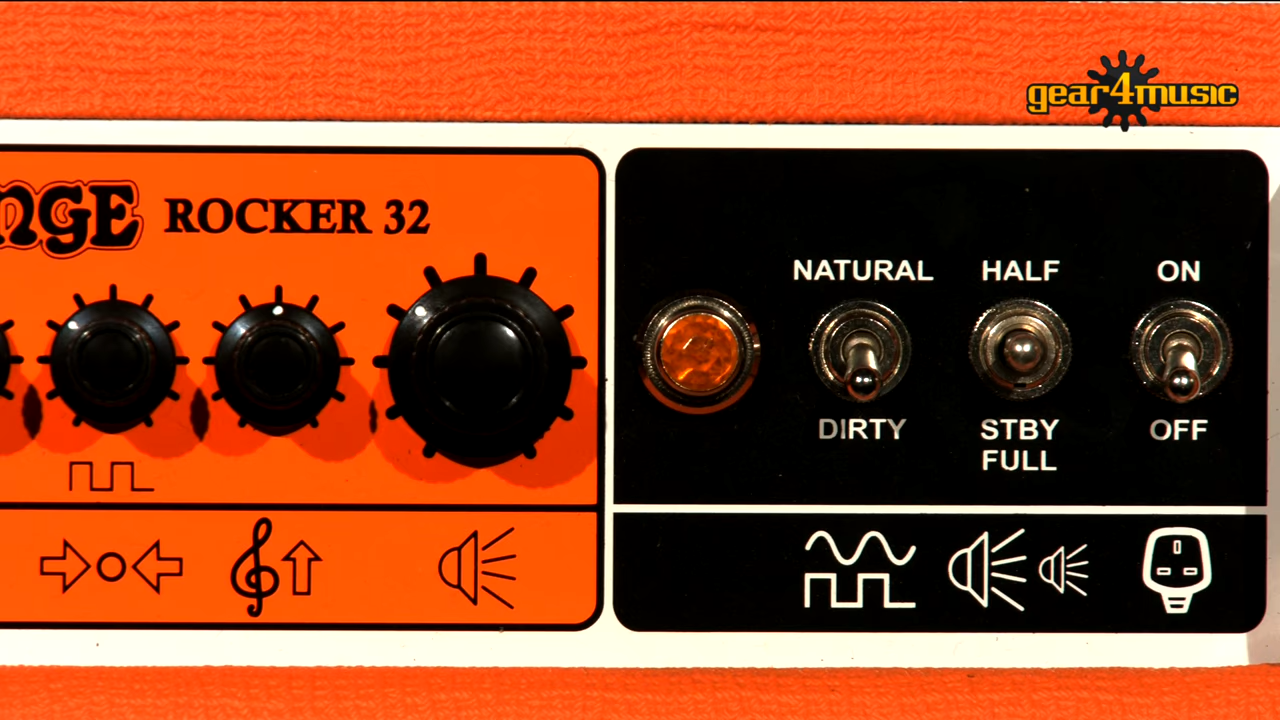 gear4music
NGE ROCKER 32
NATURAL
HALF
ON
DIRTY
STBY
FULL
OFF